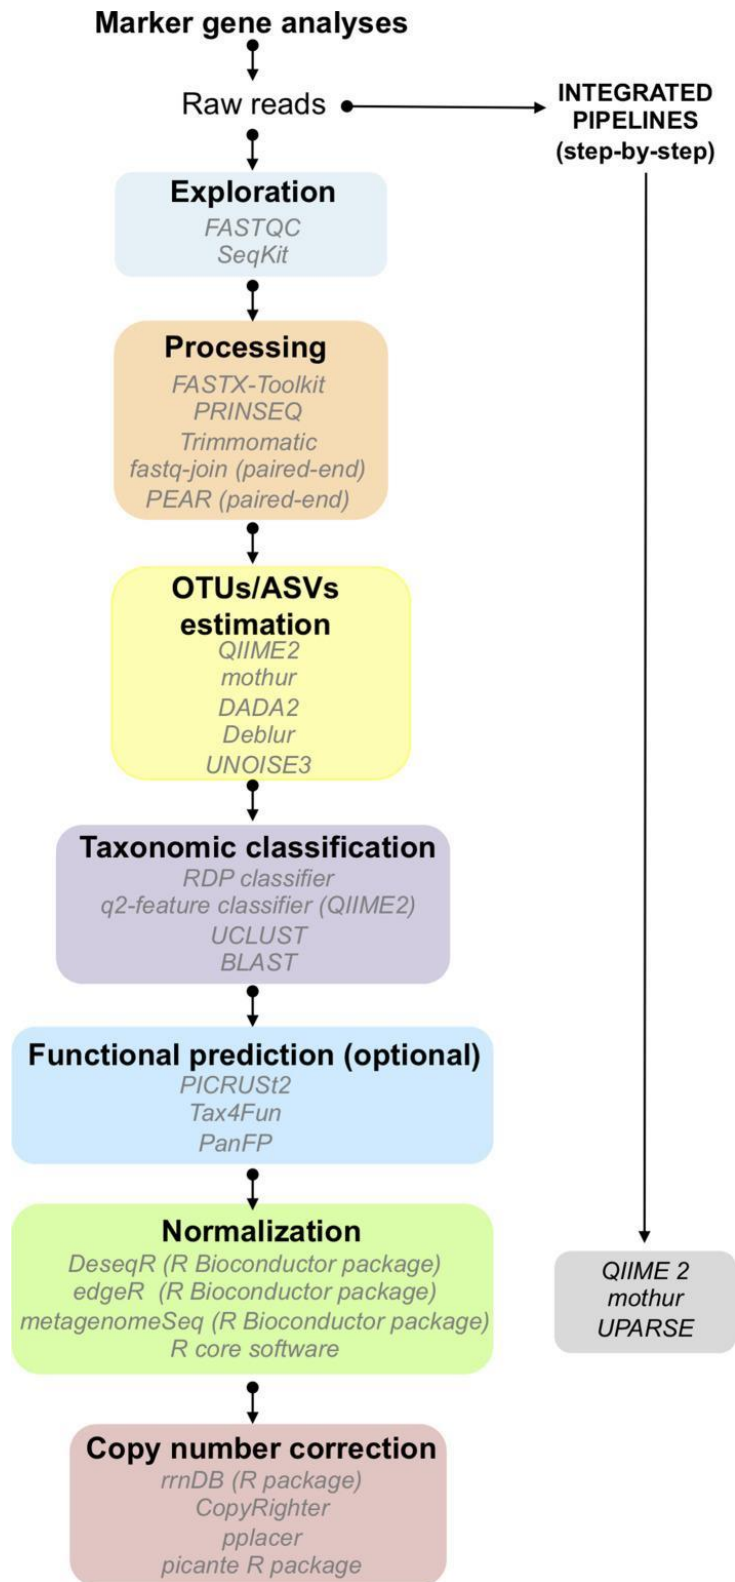 Marker gene analyses
Raw reads
INTEGRATED
PIPELINES
(step-by-step)
Exploration
FASTQC
SeqKit
Processing
FASTX-Toolkit
PRINSEQ
Trimmomatic
fastq-join (paired-end)
PEAR (paired-end)
OTUs/ASVs
estimation
QIIME2
mothur
DADA2
Deblur
UNOISE3
Taxonomic classification
RDP classifier
q2-feature classifier (QIIME2)
UCLUST
BLAST
Functional prediction (optional)
PICRUSt2
Tax4Fun
PanFP
Normalization
DeseqR (R Bioconductor package)
edgeR (R Bioconductor package)
metagenomeSeq (R Bioconductor package)
R core software
QIIME 2
mothur
UPARSE
Copy number correction
rrnDB (R package)
CopyRighter
pplacer
picante R package